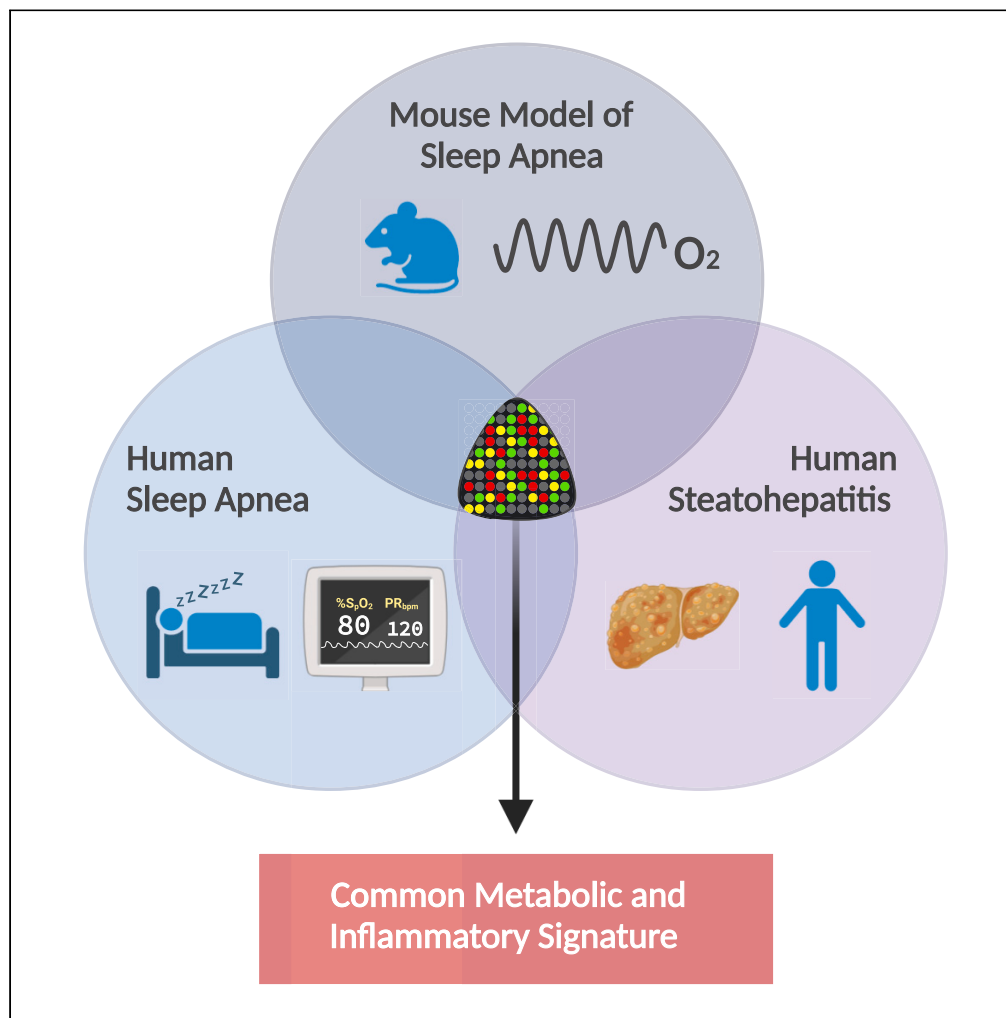 Mouse Model of
Sleep Apnea
O₂
Human
Sleep Apnea
Human
Steatohepatitis
zzzzzz
%SpO₂ PRbpm
80 120
Common Metabolic and
Inflammatory Signature